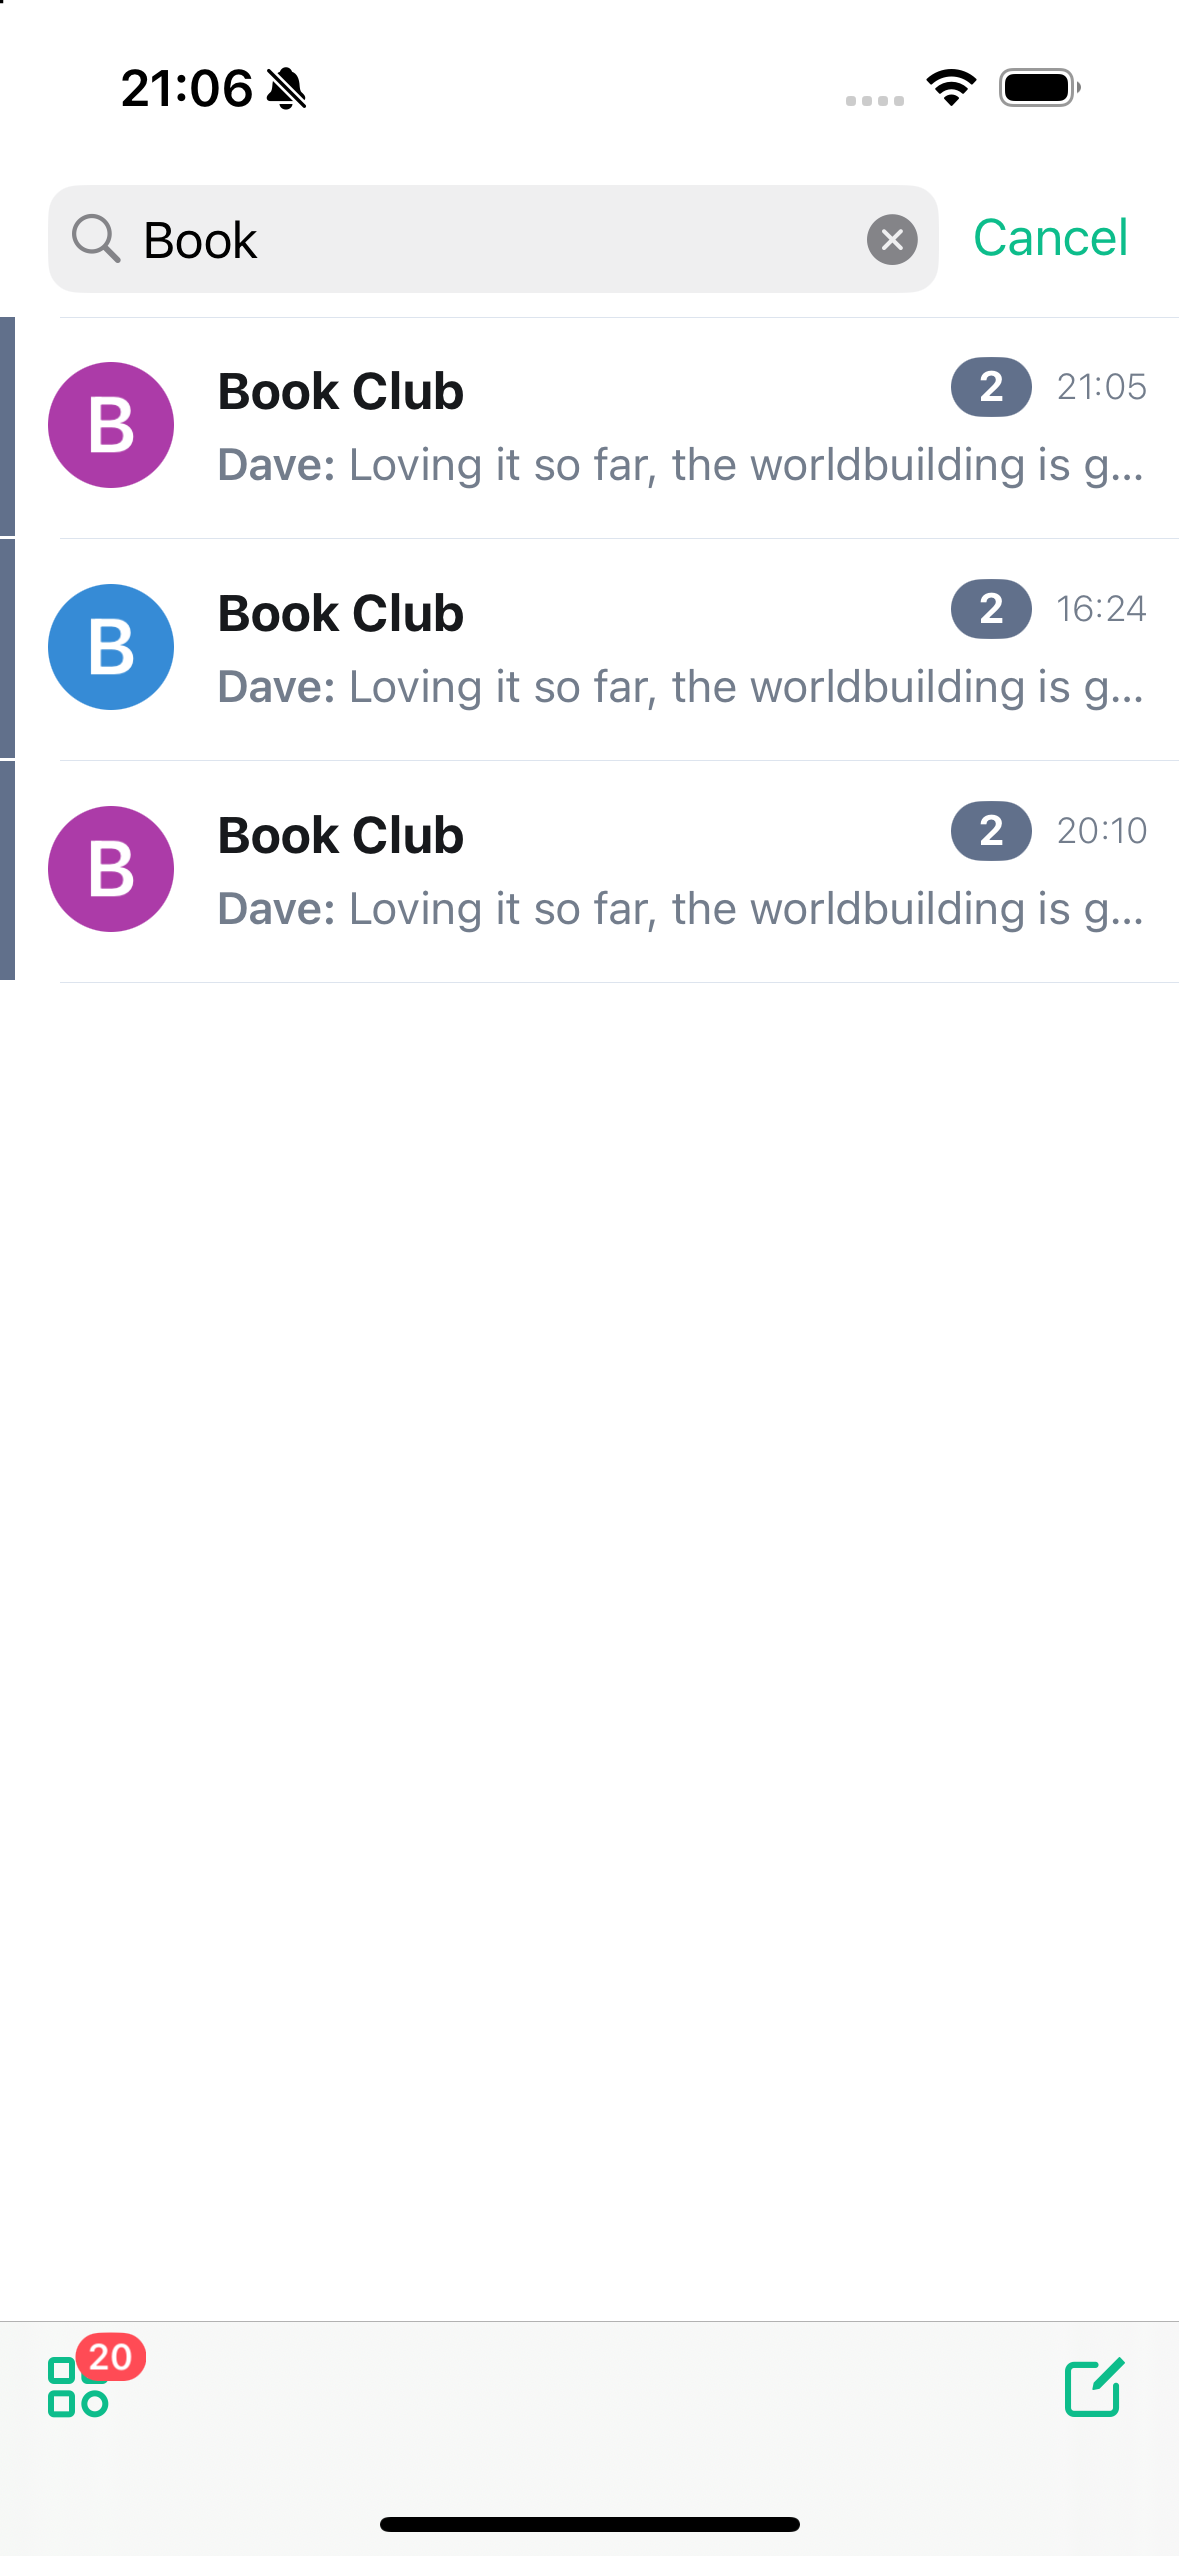 21:06
Book
Cancel
B
Book Club
2
21:05
Dave: Loving it so far, the worldbuilding is g...
B
Book Club
2
16:24
Dave: Loving it so far, the worldbuilding is g...
B
Book Club
2
20:10
Dave: Loving it so far, the worldbuilding is g...
20